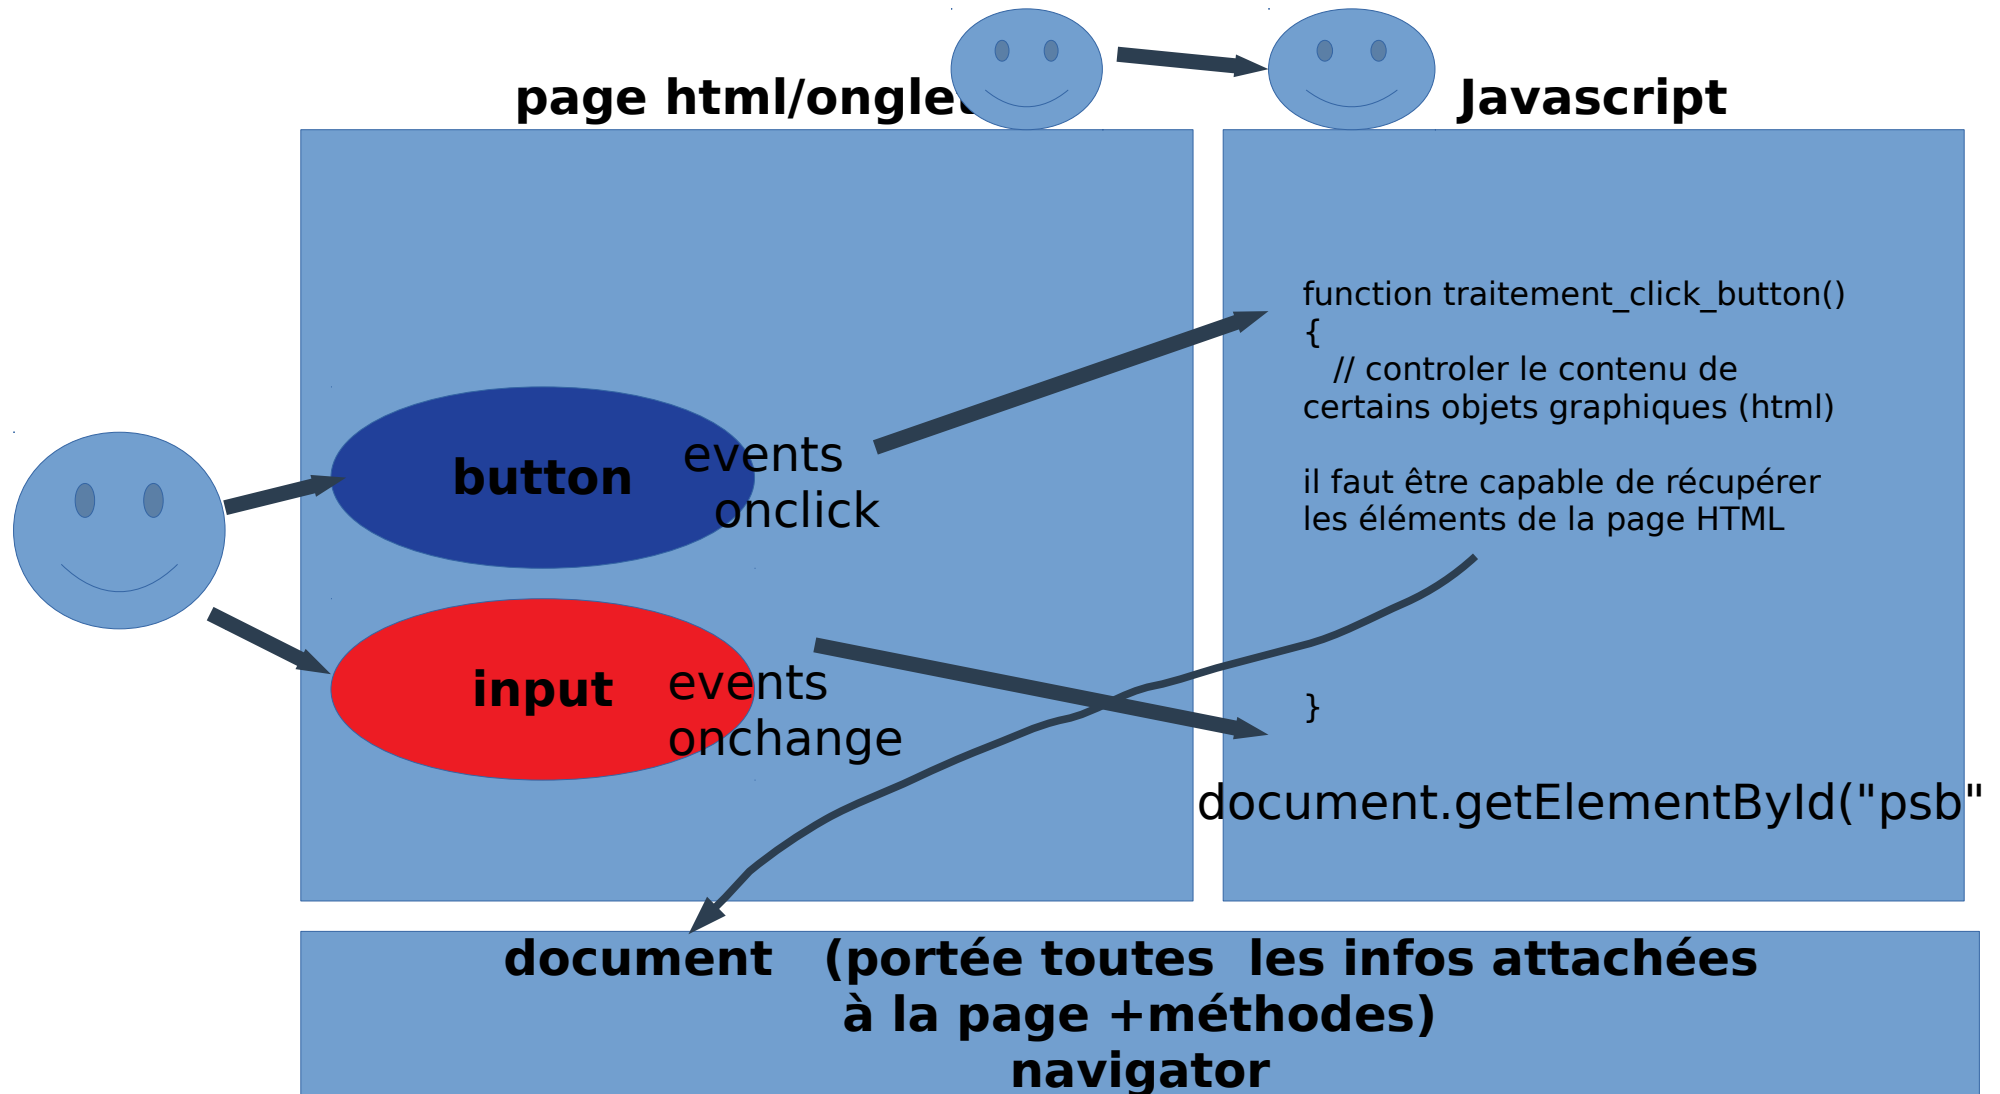 page html/onglet
Javascript
function traitement_click_button()
{
// controler le contenu de
certains objets graphiques (html)
il faut être capable de récupérer
les éléments de la page HTML
}
button
events
onclick
input
events
onchange
document.getElementById("psb"
document (portée toutes les infos attachées
à la page +méthodes)
navigator